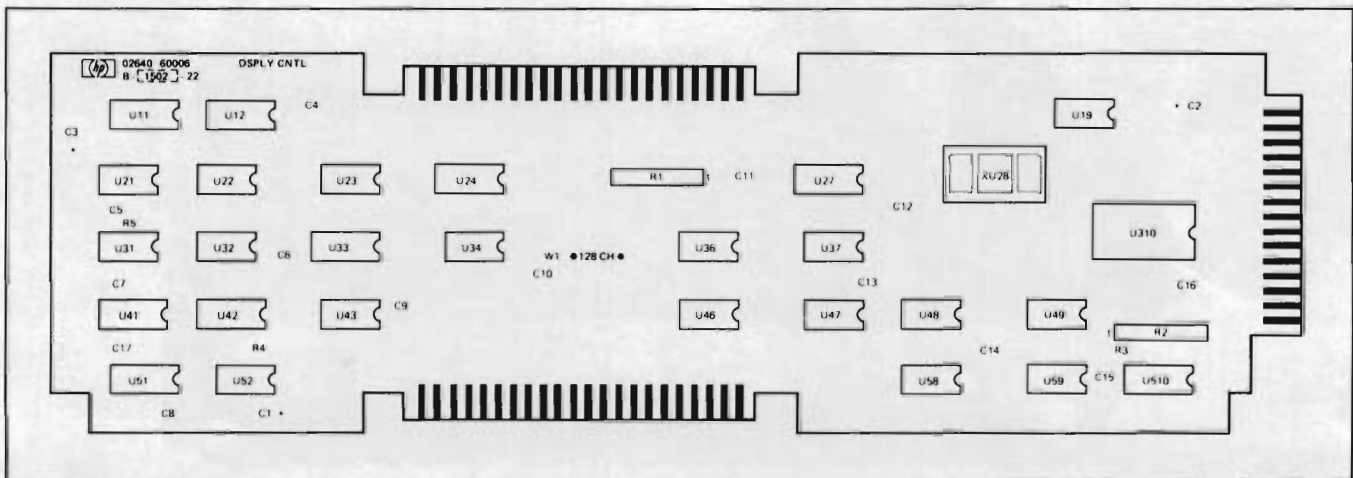 hp 02640 60006 DSPLY CNTL
B 1502 22
U11 U12 C4 U19 C2
C3
U21 U22 U23 U24 R1 C11 U27 XU28
C5 C12
R5
U31 U32 C6 U33 U34 W1 128 CH U36 U37 U310
C10
C7 C13 C16
U41 U42 U43 C9 U46 U47 U48 U49
1 R2
C17 R4 C14 R3
U51 U52 U58 U59 C15 U510
C8 C1